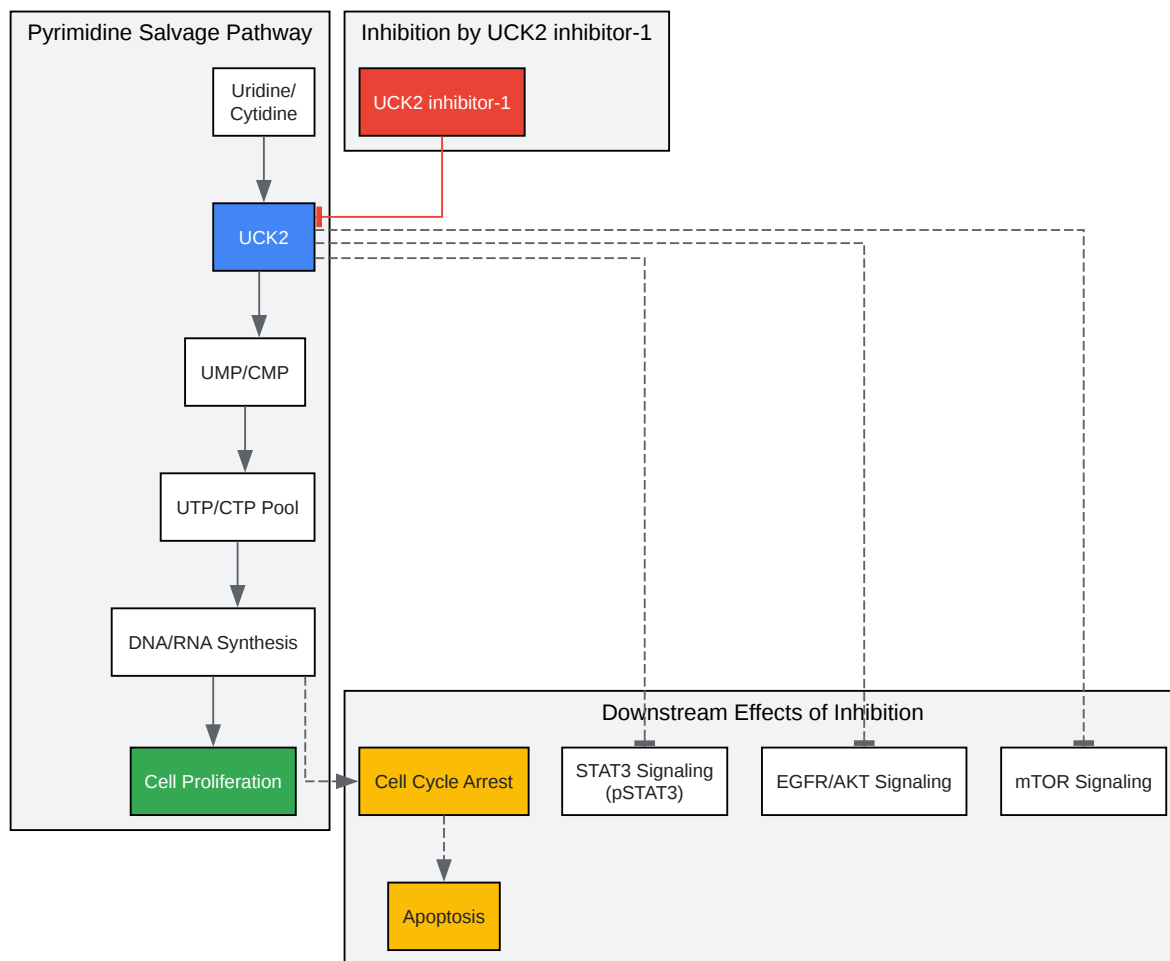 Pyrimidine Salvage Pathway
Inhibition by UCK2 inhibitor-1
Uridine/
Cytidine
UCK2 inhibitor-1
UCK2
UMP/CMP
UTP/CTP Pool
DNA/RNA Synthesis
Downstream Effects of Inhibition
Cell Proliferation
Cell Cycle Arrest
STAT3 Signaling
(pSTAT3)
EGFR/AKT Signaling
mTOR Signaling
Apoptosis